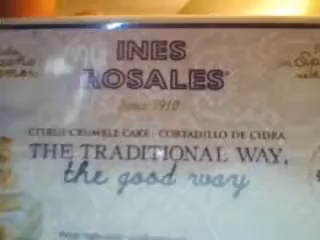 INES
ROSALES
Since 1910
CITRUS CRUMBLE CAKE - CORTADILLO DE CIDRA
THE TRADITIONAL WAY,
the good way